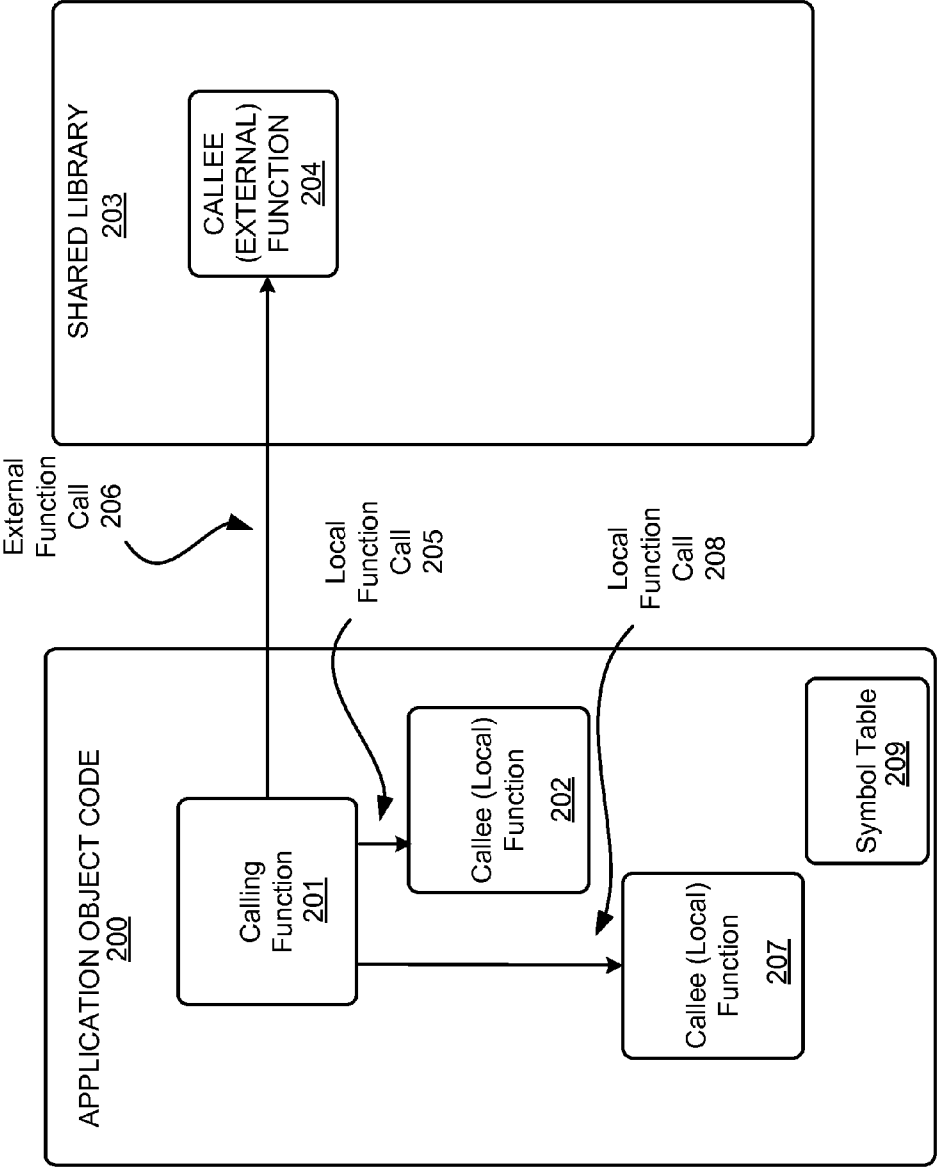 APPLICATION OBJECT CODE
200
Calling
Function
201
Callee (Local)
Function
202
Callee (Local)
Function
207
Symbol Table
209
External
Function
Call
206
Local
Function
Call
205
Local
Function
Call
208
SHARED LIBRARY
203
CALLEE
(EXTERNAL)
FUNCTION
204